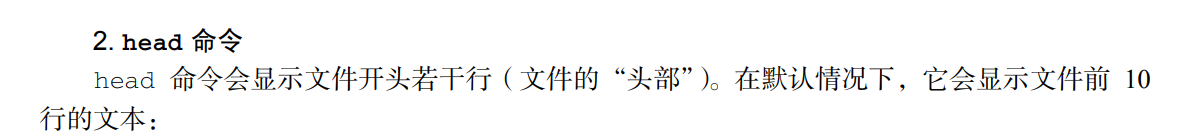 2. head 命令
head 命令会显示文件开头若干行（文件的“头部”）。在默认情况下，它会显示文件前 10
行的文本：